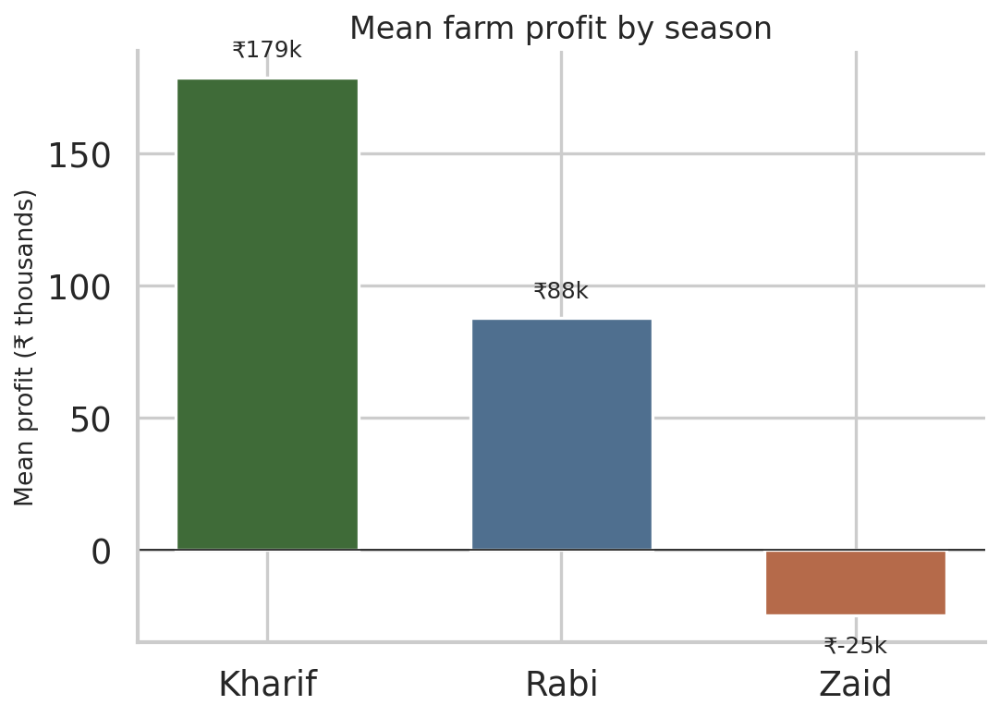 Mean farm profit by season
₹179k
150
100
50
0
Mean profit (₹ thousands)
₹88k
₹-25k
Kharif
Rabi
Zaid